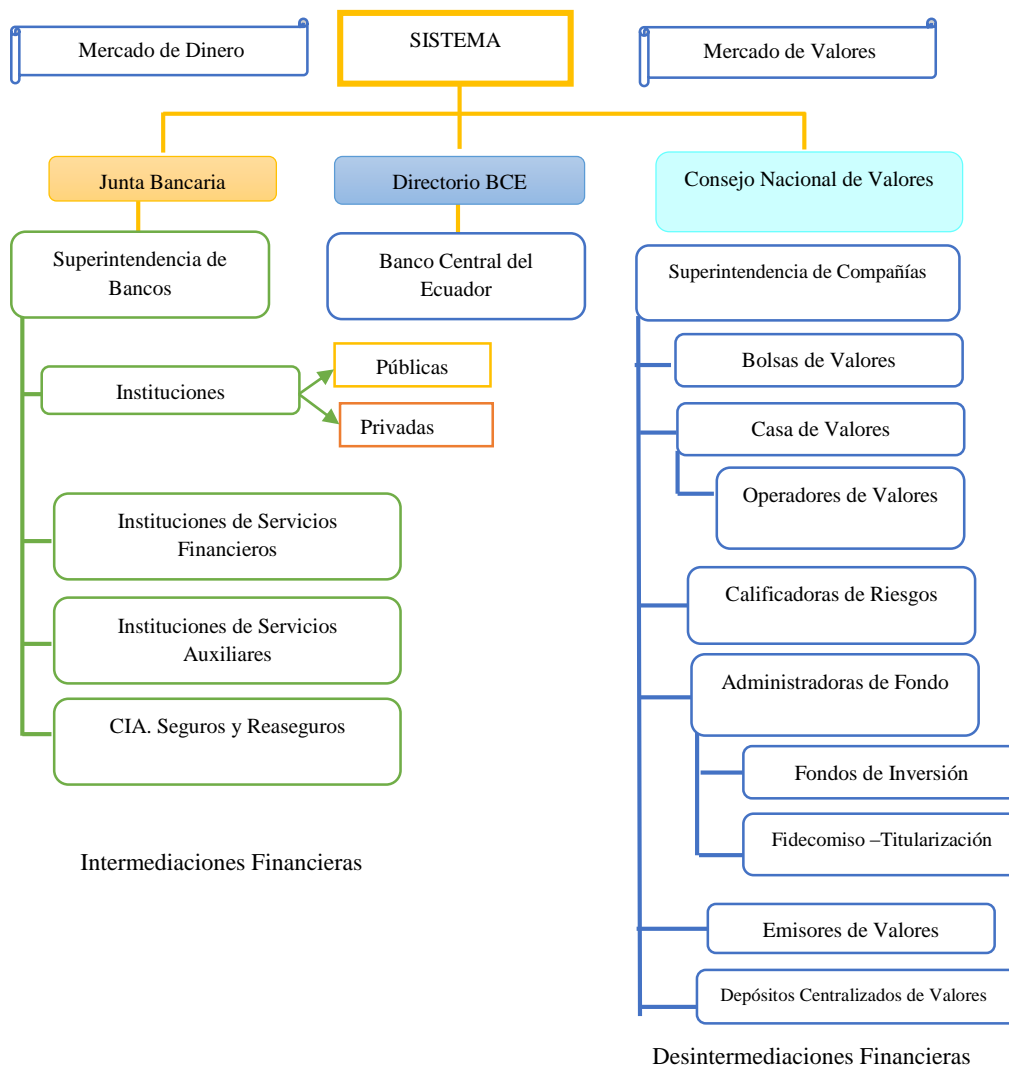 Mercado de Dinero
SISTEMA
Mercado de Valores
Junta Bancaria
Directorio BCE
Consejo Nacional de Valores
Superintendencia de
Bancos
Banco Central del
Ecuador
Superintendencia de Compañías
Instituciones
Públicas
Privadas
Instituciones de Servicios
Financieros
Instituciones de Servicios
Auxiliares
CIA. Seguros y Reaseguros
Intermediaciones Financieras
Bolsas de Valores
Casa de Valores
Operadores de Valores
Calificadoras de Riesgos
Administradoras de Fondo
Fondos de Inversión
Fidecomiso –Titularización
Emisores de Valores
Depósitos Centralizados de Valores
Desintermediaciones Financieras